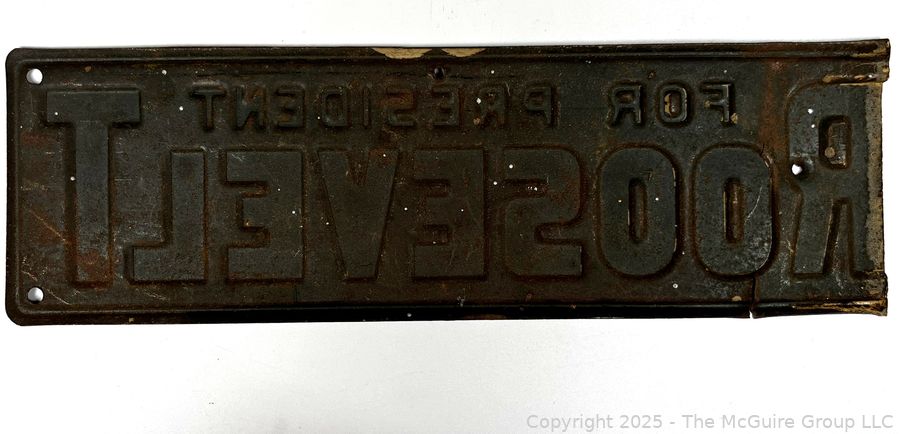 FOR PRESIDENT
ROOSEVELT
Copyright 2025 - The McGuire Group LLC